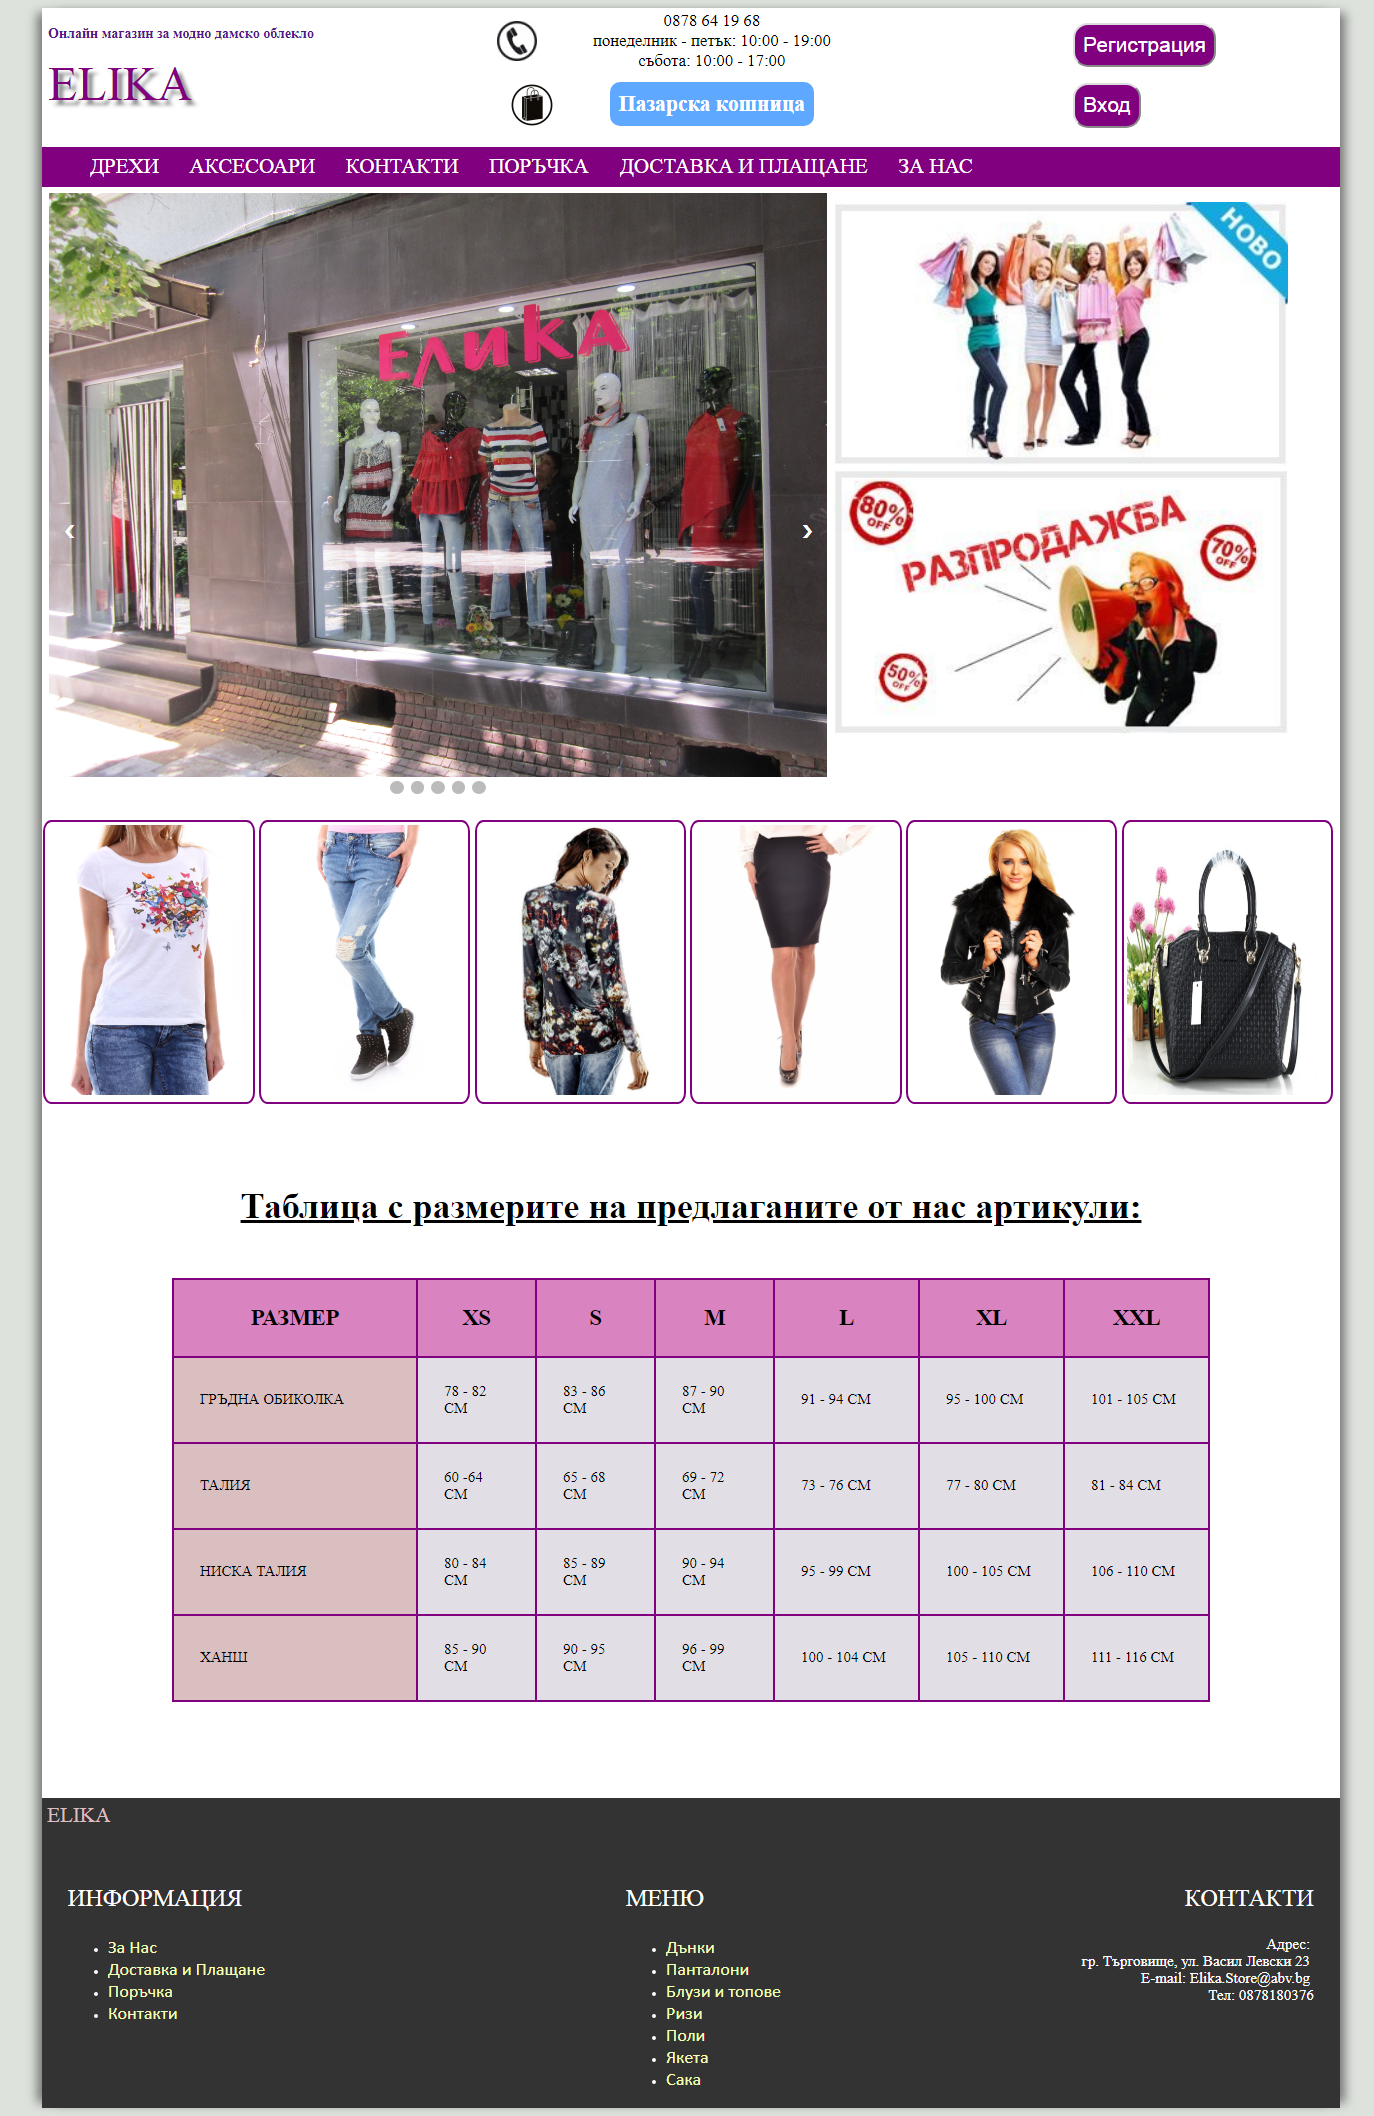 Онлайн магазин за модно дамско облекло
ELIKA
0878 64 19 68
понеделник - петък: 10:00 - 19:00
събота: 10:00 - 17:00
Пазарска кошница
Регистрация
Вход
ДРЕХИ АКСЕСОАРИ КОНТАКТИ ПОРЪЧКА ДОСТАВКА И ПЛАЩАНЕ ЗА НАС
Елика
НОВО
80% OFF
РАЗПРОДАЖБА
70% OFF
50% OFF
Таблица с размерите на предлаганите от нас артикули:
РАЗМЕР XS S M L XL XXL
ГРЪДНА ОБИКОЛКА 78 - 82 СМ 83 - 86 СМ 87 - 90 СМ 91 - 94 СМ 95 - 100 СМ 101 - 105 СМ
ТАЛИЯ 60 -64 СМ 65 - 68 СМ 69 - 72 СМ 73 - 76 СМ 77 - 80 СМ 81 - 84 СМ
НИСКА ТАЛИЯ 80 - 84 СМ 85 - 89 СМ 90 - 94 СМ 95 - 99 СМ 100 - 105 СМ 106 - 110 СМ
ХАНШ 85 - 90 СМ 90 - 95 СМ 96 - 99 СМ 100 - 104 СМ 105 - 110 СМ 111 - 116 СМ
ELIKA
ИНФОРМАЦИЯ
За Нас
Доставка и Плащане
Поръчка
Контакти
МЕНЮ
Дънки
Панталони
Блузи и топове
Ризи
Поли
Якета
Сака
КОНТАКТИ
Адрес:
гр. Търговище, ул. Васил Левски 23
E-mail: Elika.Store@abv.bg
Тел: 0878180376